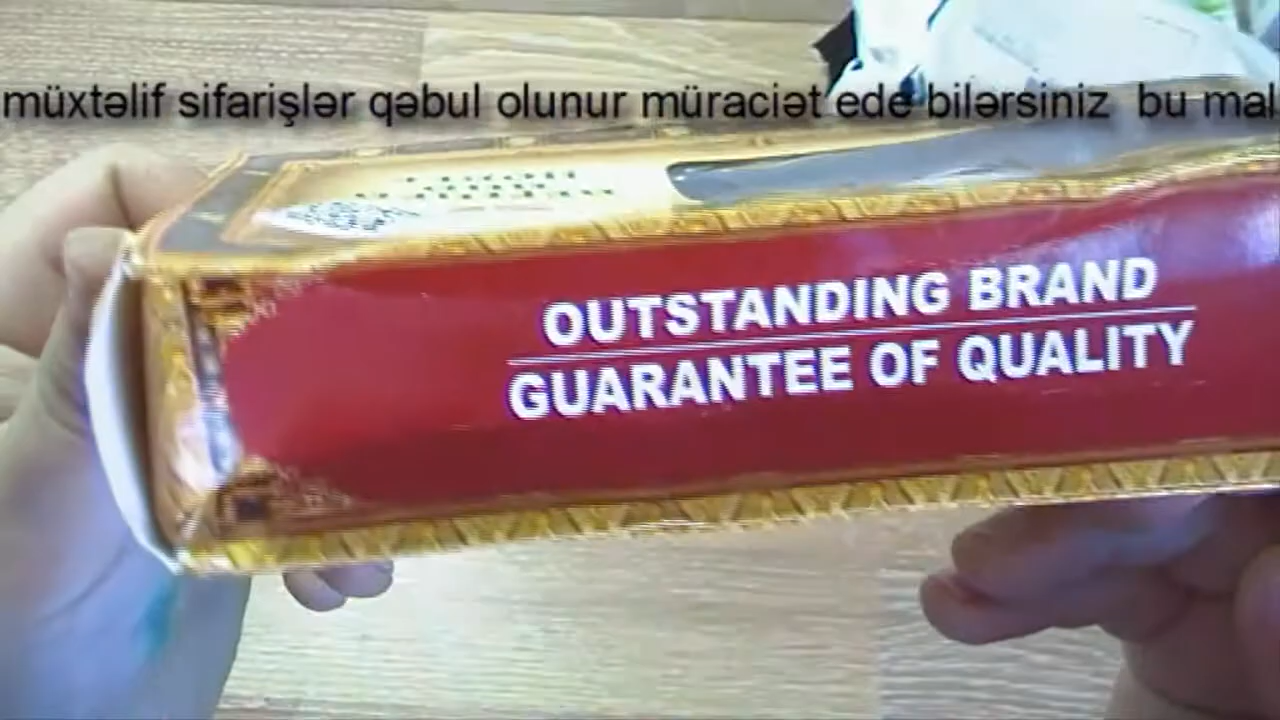 müxtəlif sifarişlər qəbul olunur müraciət ede bilərsiniz bu mal
OUTSTANDING BRAND
GUARANTEE OF QUALITY